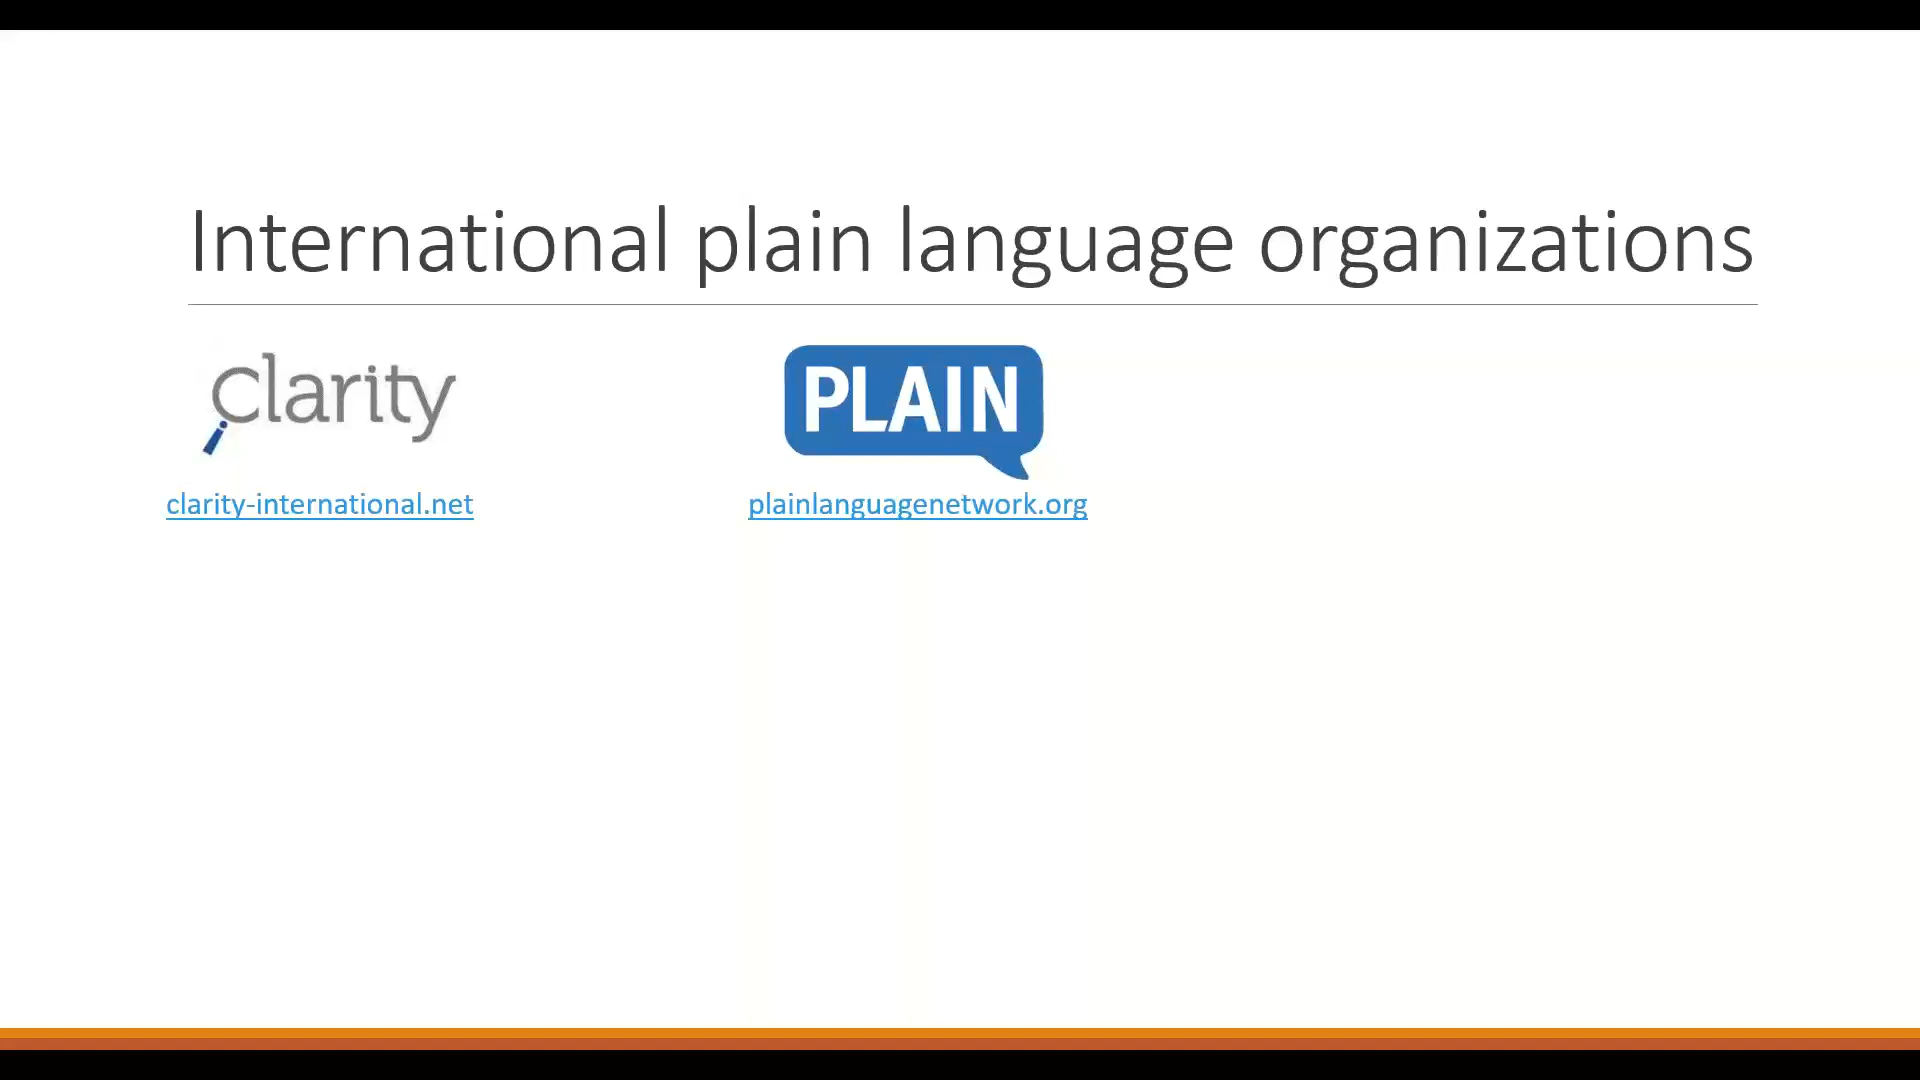 International plain language organizations
clarity
PLAIN
clarity-international.net
plainlanguagenetwork.org